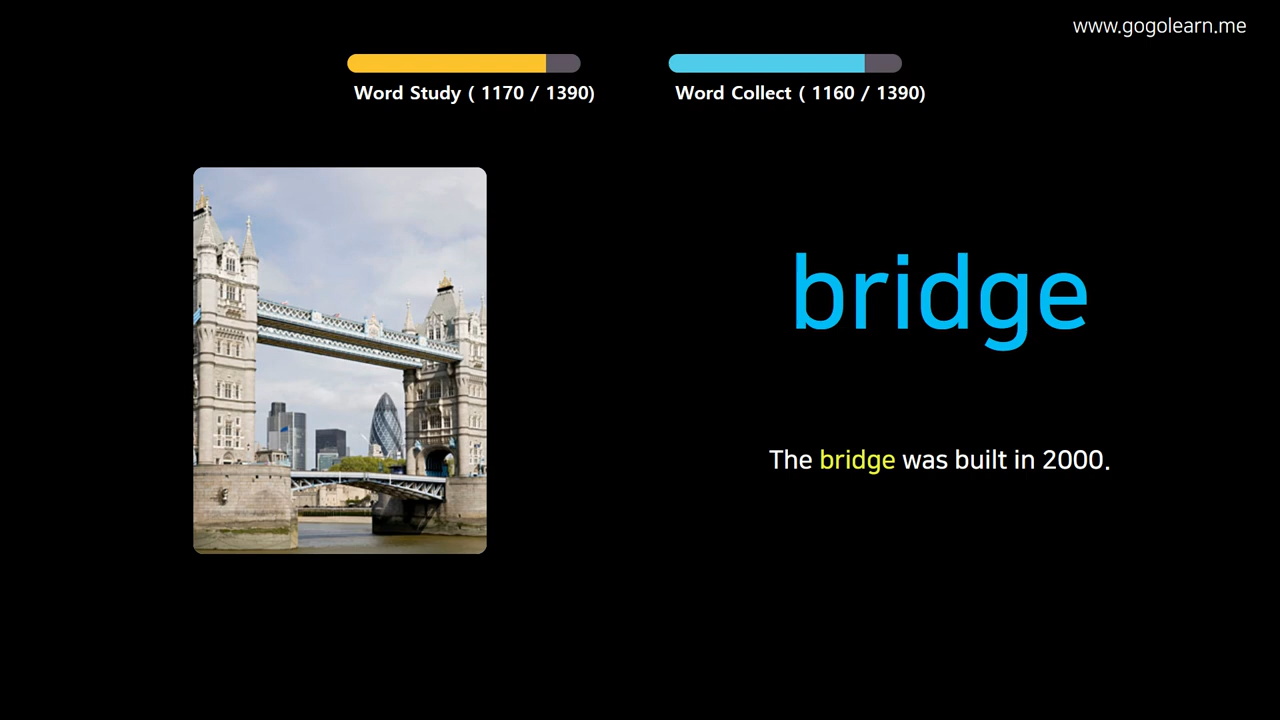 www.gogolearn.me
Word Study ( 1170 / 1390)
Word Collect ( 1160 / 1390)
bridge
The bridge was built in 2000.